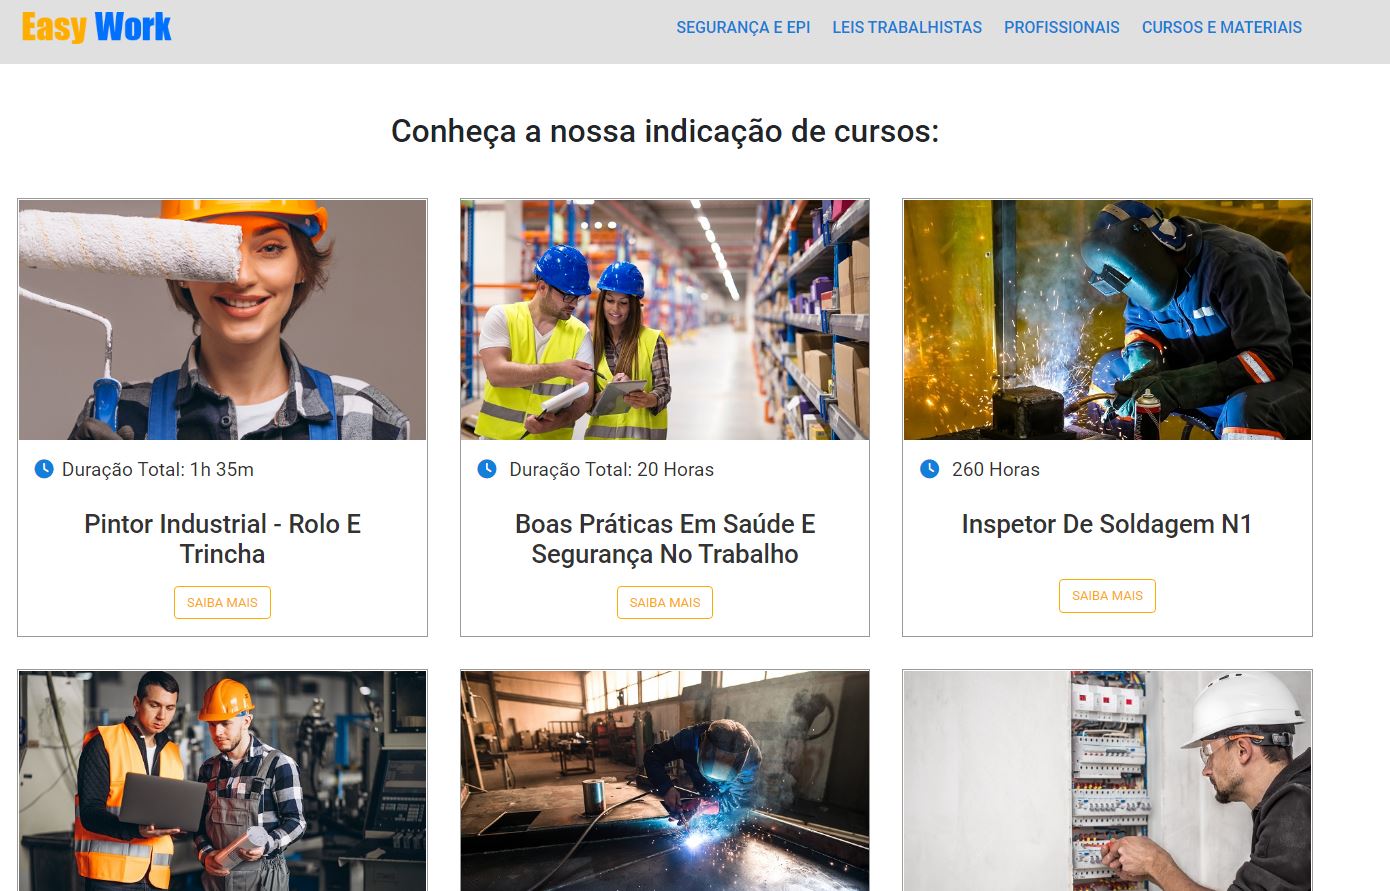 Easy Work
SEGURANÇA E EPI
LEIS TRABALHISTAS
PROFISSIONAIS
CURSOS E MATERIAIS
Conheça a nossa indicação de cursos:
Duração Total: 1h 35m
Pintor Industrial - Rolo E
Trincha
SAIBA MAIS
Duração Total: 20 Horas
Boas Práticas Em Saúde E
Segurança No Trabalho
SAIBA MAIS
260 Horas
Inspetor De Soldagem N1
SAIBA MAIS